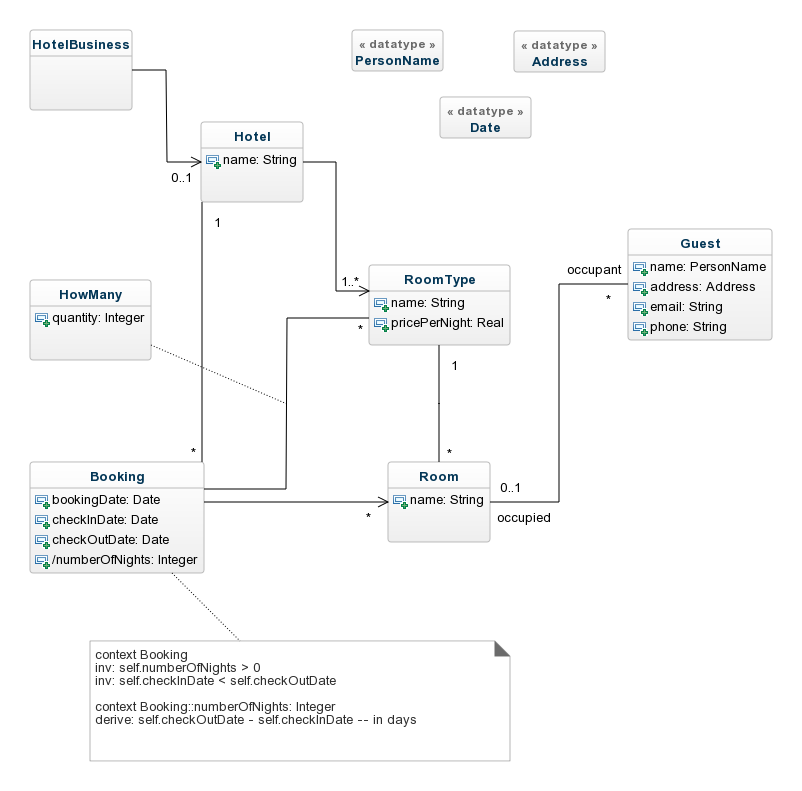 HotelBusiness
« datatype »
PersonName
« datatype »
Address
« datatype »
Date
Hotel
name: String
0..1
1
Guest
name: PersonName
address: Address
email: String
phone: String
occupant
*
RoomType
name: String
pricePerNight: Real
1..*
*
1
HowMany
quantity: Integer
*
*
Booking
bookingDate: Date
checkInDate: Date
checkOutDate: Date
/numberOfNights: Integer
*
Room
name: String
0..1
occupied
context Booking
inv: self.numberOfNights > 0
inv: self.checkInDate < self.checkOutDate
context Booking::numberOfNights: Integer
derive: self.checkOutDate - self.checkInDate -- in days